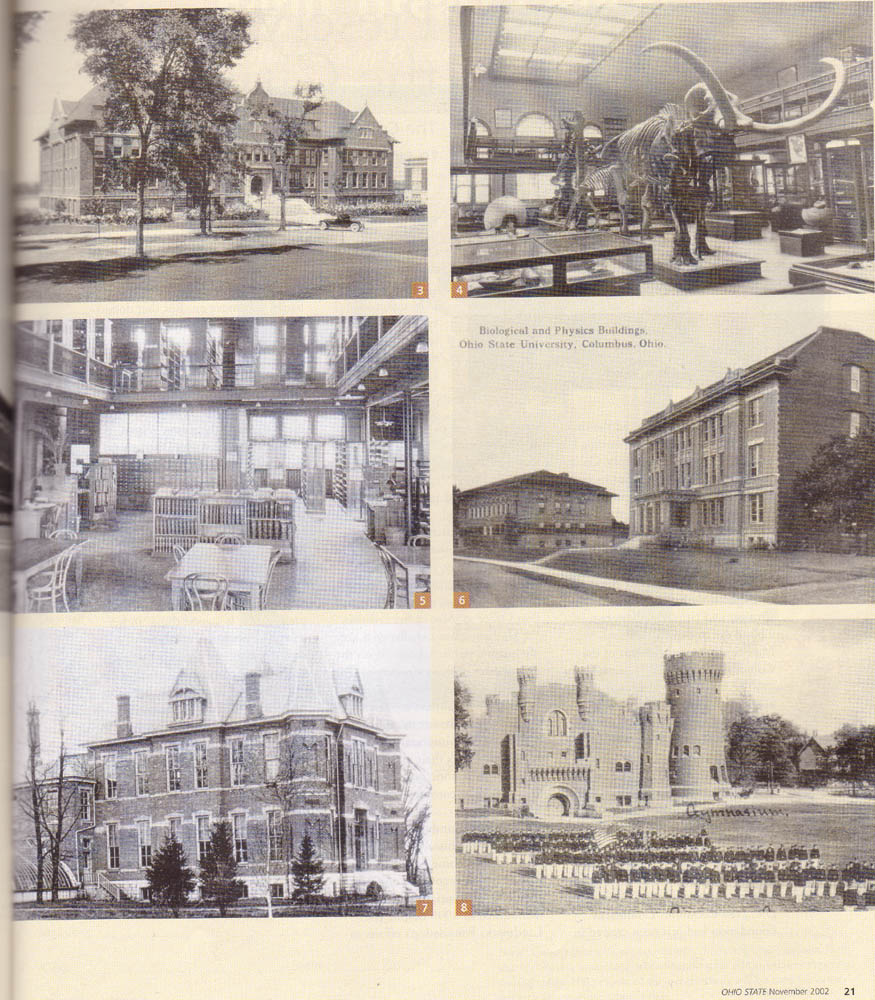 3
4
5
Biological and Physics Buildings,
Ohio State University, Columbus, Ohio.
6
7
Gymnasium.
8
OHIO STATE November 2002 21